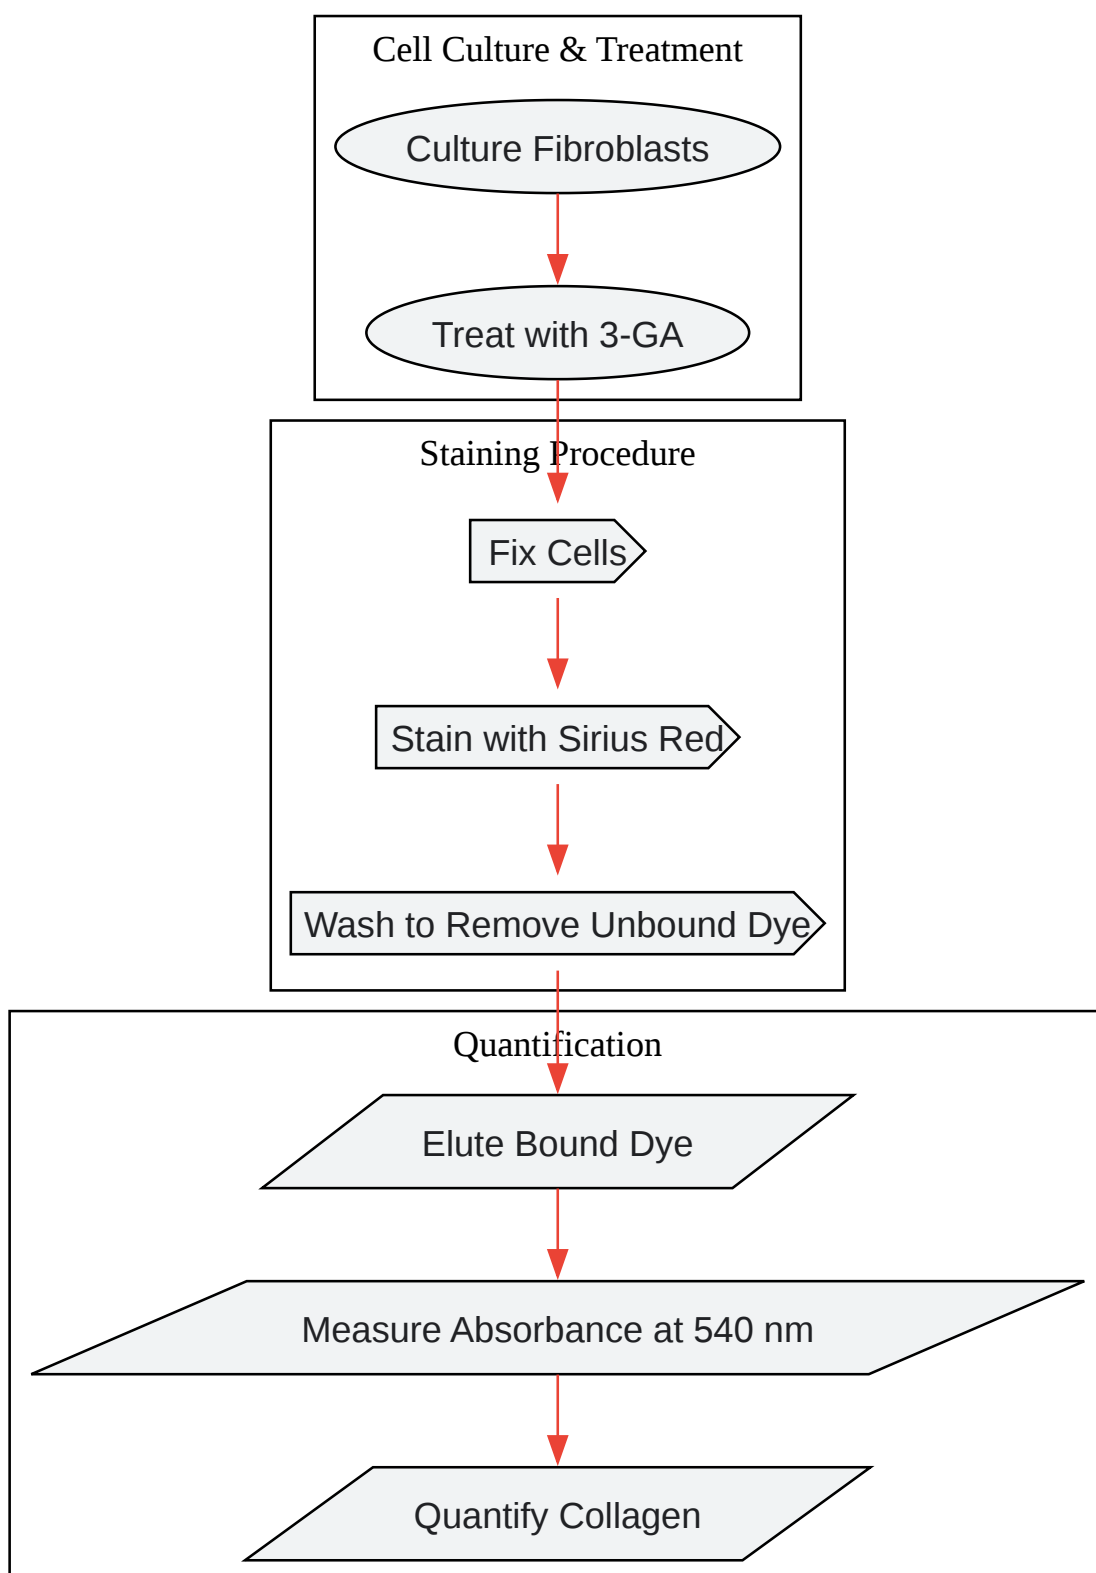 Cell Culture & Treatment
Culture Fibroblasts
Treat with 3-GA
Staining Procedure
Fix Cells
Stain with Sirius Red
Wash to Remove Unbound Dye
Quantification
Elute Bound Dye
Measure Absorbance at 540 nm
Quantify Collagen